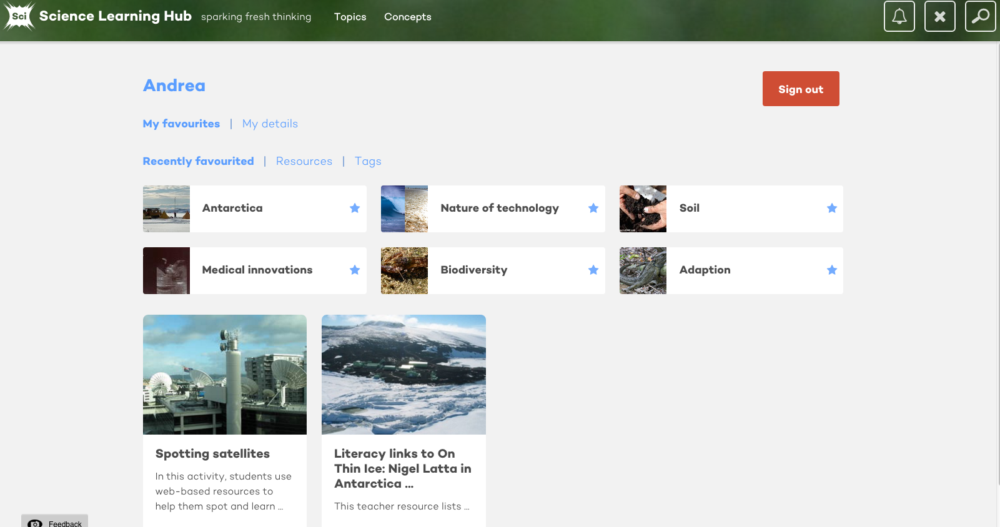 Sci Science Learning Hub sparking fresh thinking Topics Concepts
Andrea
Sign out
My favourites | My details
Recently favourited | Resources | Tags
Antarctica
Nature of technology
Soil
Medical innovations
Biodiversity
Adaption
Spotting satellites
In this activity, students use
web-based resources to
help them spot and learn ...
Literacy links to On
Thin Ice: Nigel Latta in
Antarctica ...
This teacher resource lists ...
Feedback